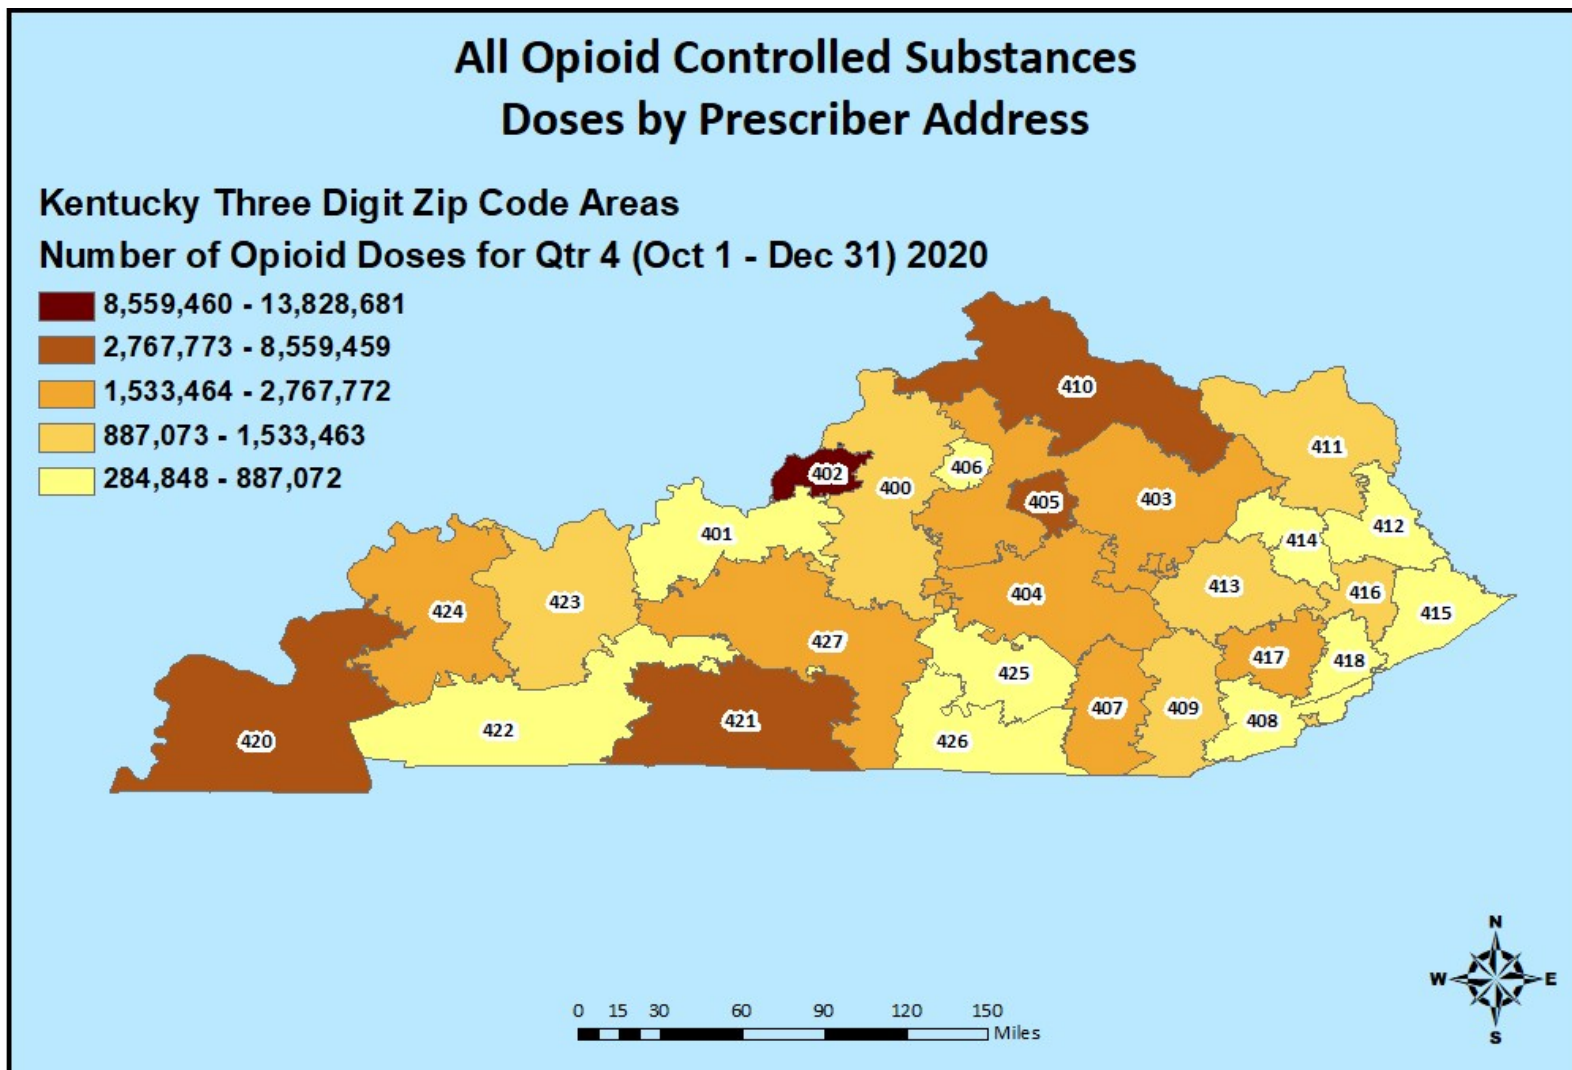 All Opioid Controlled Substances
Doses by Prescriber Address
Kentucky Three Digit Zip Code Areas
Number of Opioid Doses for Qtr 4 (Oct 1 - Dec 31) 2020
8,559,460 - 13,828,681
2,767,773 - 8,559,459
1,533,464 - 2,767,772
887,073 - 1,533,463
284,848 - 887,072
410
411
402
406
400
403
405
401
412
414
413
416
404
415
423
424
427
417
418
425
407
409
408
420
422
421
426
N
W E
S
0 15 30 60 90 120 150
Miles